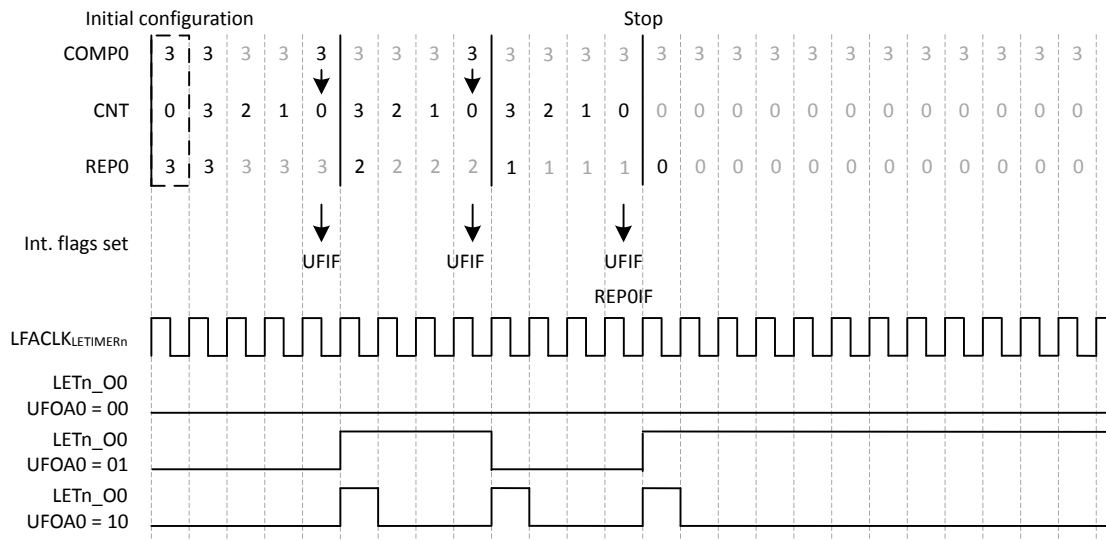 Initial configuration Stop
COMP0 3 3 3 3 3 3 3 3 3 3 3 3 3 3 3 3 3 3 3 3 3 3 3 3 3
CNT 0 3 2 1 0 3 2 1 0 3 2 1 0 0 0 0 0 0 0 0 0 0 0 0 0
REP0 3 3 3 3 3 2 2 2 2 1 1 1 1 0 0 0 0 0 0 0 0 0 0 0 0
Int. flags set
UFIF UFIF UFIF
REP0IF
LFACLKLETIMERn
LETn_O0
UFOA0 = 00
LETn_O0
UFOA0 = 01
LETn_O0
UFOA0 = 10